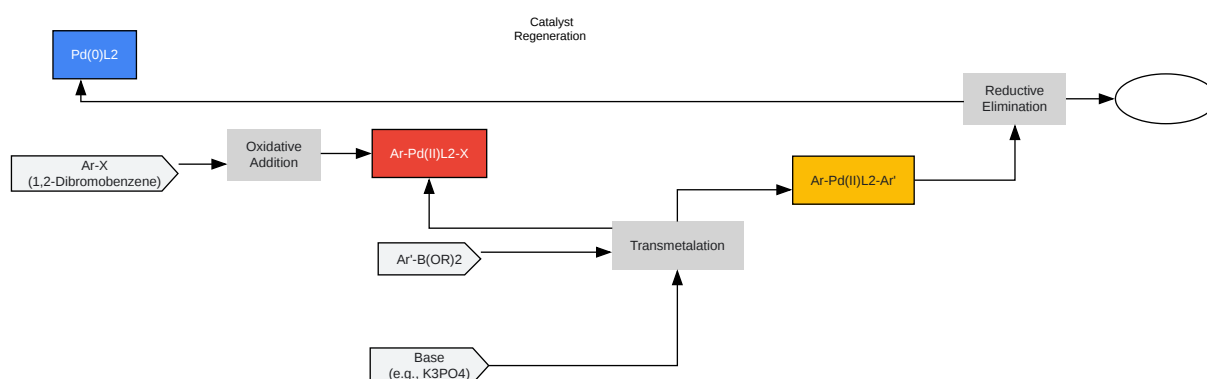 Catalyst
Regeneration
Pd(0)L2
Reductive
Elimination
Oxidative
Addition
Ar-Pd(II)L2-X
Ar-X
(1,2-Dibromobenzene)
Ar-Pd(II)L2-Ar'
Transmetalation
Ar'-B(OR)2
Base
(e.g., K3PO4)